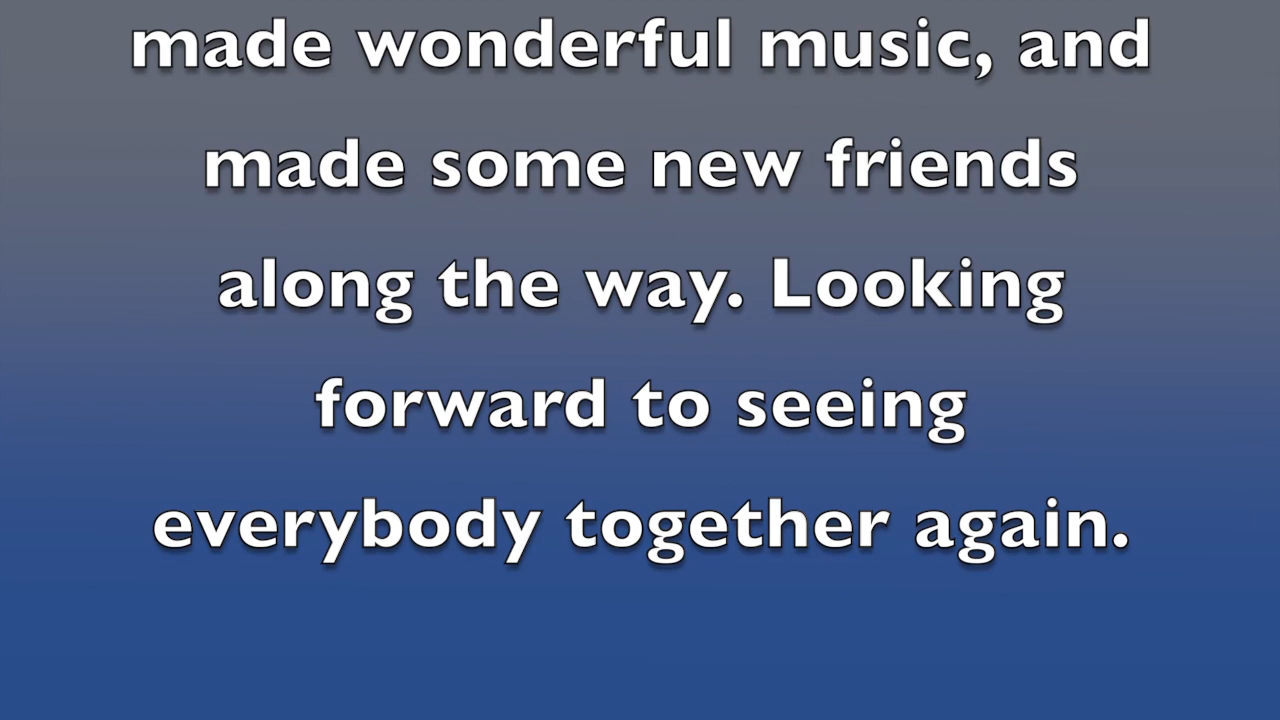 made wonderful music, and
made some new friends
along the way. Looking
forward to seeing
everybody together again.